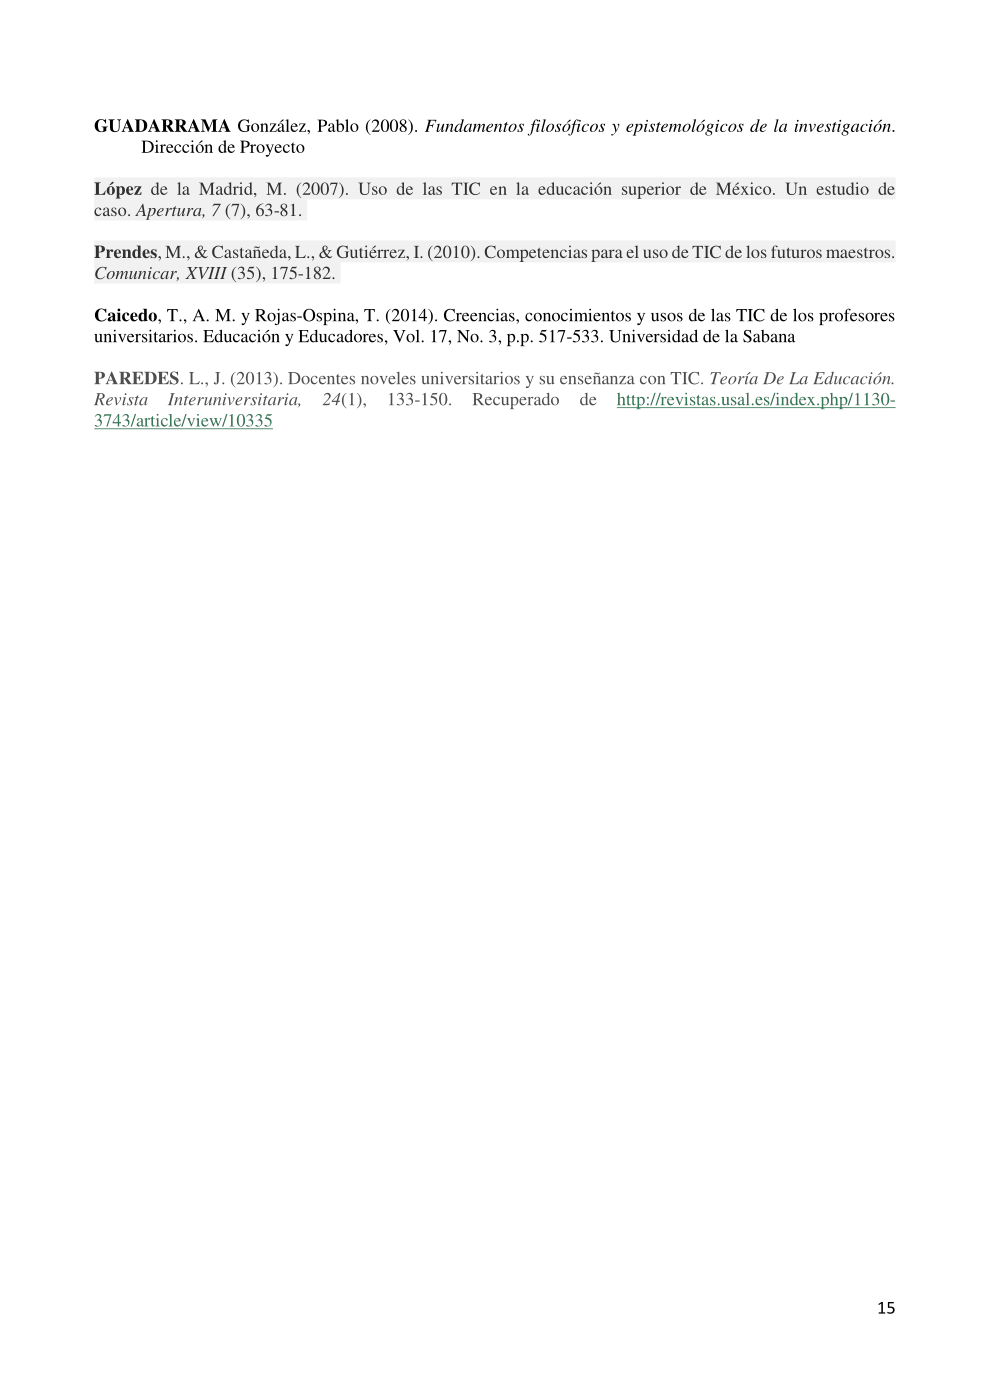 GUADARRAMA González, Pablo (2008). Fundamentos filosóficos y epistemológicos de la investigación.
Dirección de Proyecto
López de la Madrid, M. (2007). Uso de las TIC en la educación superior de México. Un estudio de
caso. Apertura, 7 (7), 63-81.
Prendes, M., & Castañeda, L., & Gutiérrez, I. (2010). Competencias para el uso de TIC de los futuros maestros.
Comunicar, XVIII (35), 175-182.
Caicedo, T., A. M. y Rojas-Ospina, T. (2014). Creencias, conocimientos y usos de las TIC de los profesores
universitarios. Educación y Educadores, Vol. 17, No. 3, p.p. 517-533. Universidad de la Sabana
PAREDES. L., J. (2013). Docentes noveles universitarios y su enseñanza con TIC. Teoría De La Educación.
Revista Interuniversitaria, 24(1), 133-150. Recuperado de http://revistas.usal.es/index.php/1130-
3743/article/view/10335
15